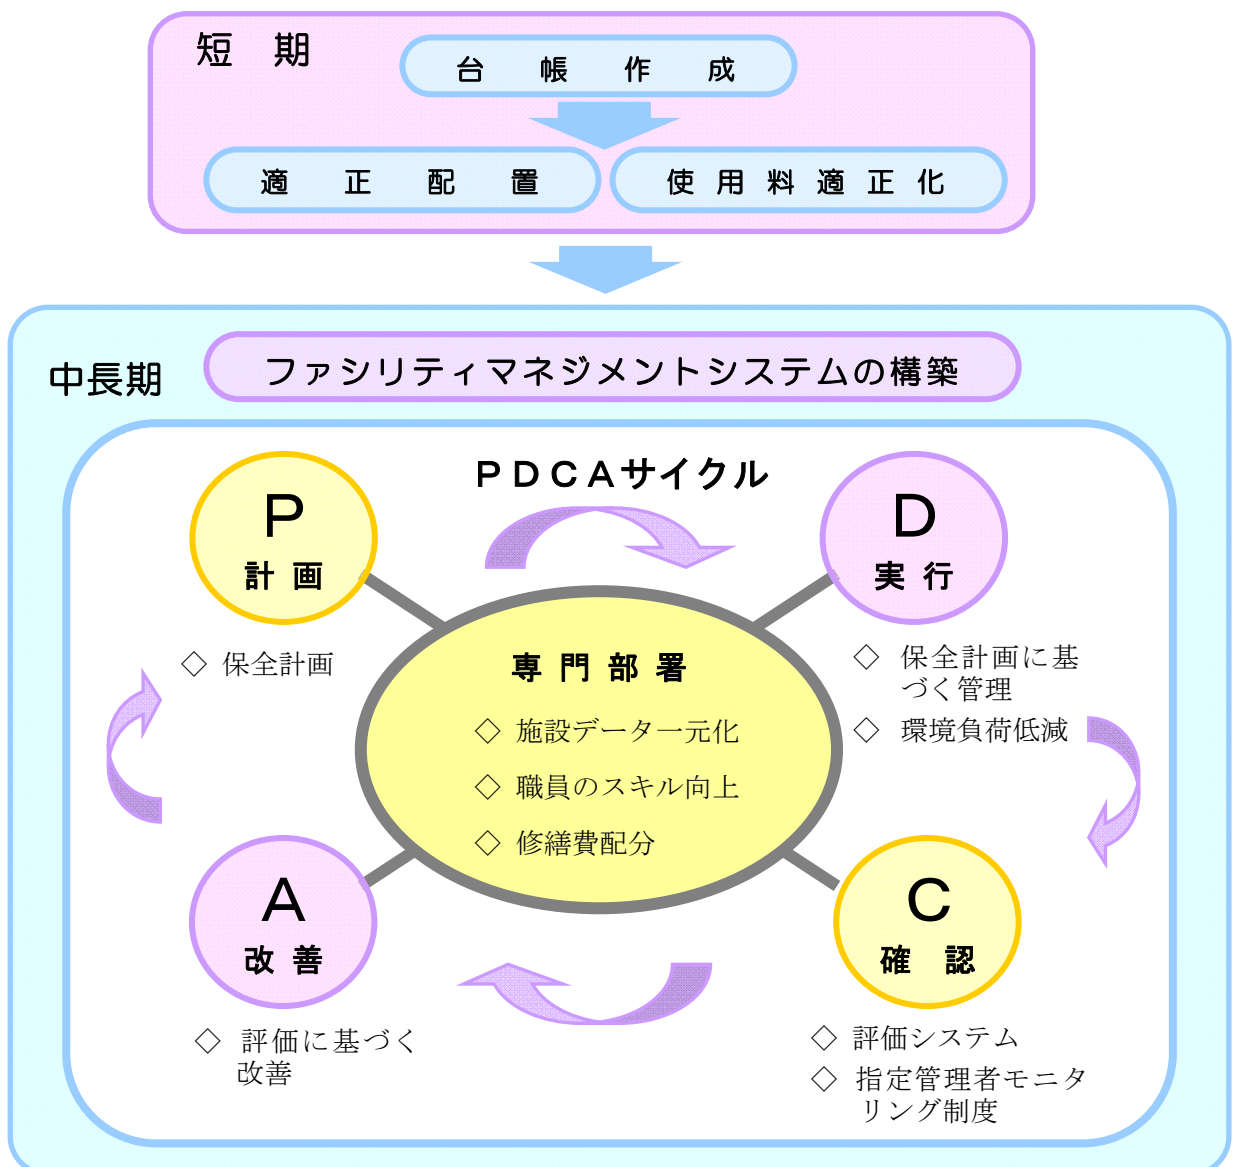 短　期
台　帳　作　成
適　正　配　置
使用料適正化
中長期
ファシリティマネジメントシステムの構築
ＰＤＣＡサイクル
Ｐ
計画
◇ 保全計画
Ｄ
実行
◇ 保全計画に基
づく管理
◇ 環境負荷低減
専門部署
◇ 施設データ一元化
◇ 職員のスキル向上
◇ 修繕費配分
Ａ
改善
◇ 評価に基づく
改善
Ｃ
確　認
◇ 評価システム
◇ 指定管理者モニタ
リング制度